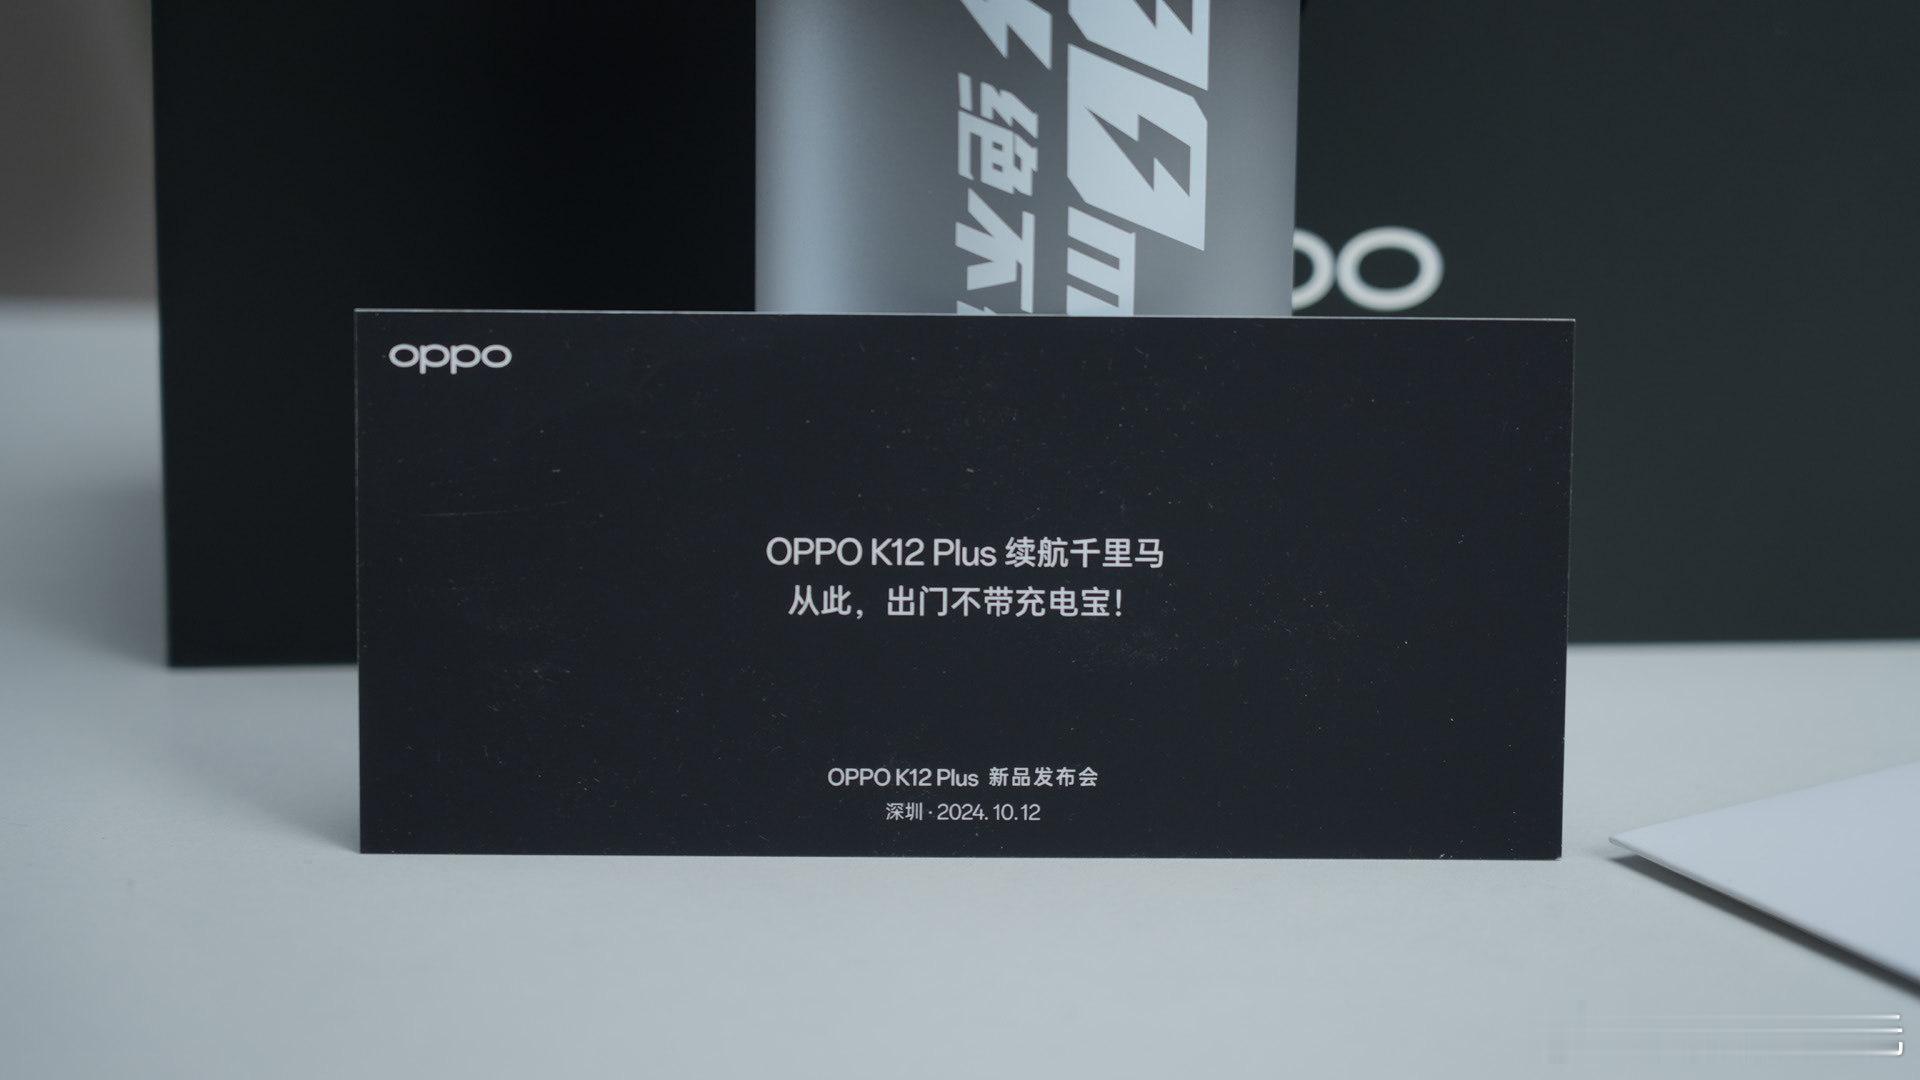 oppo
OPPO K12 Plus 续航千里马
从此，出门不带充电宝！
OPPO K12 Plus 新品发布会
深圳 · 2024. 10. 12